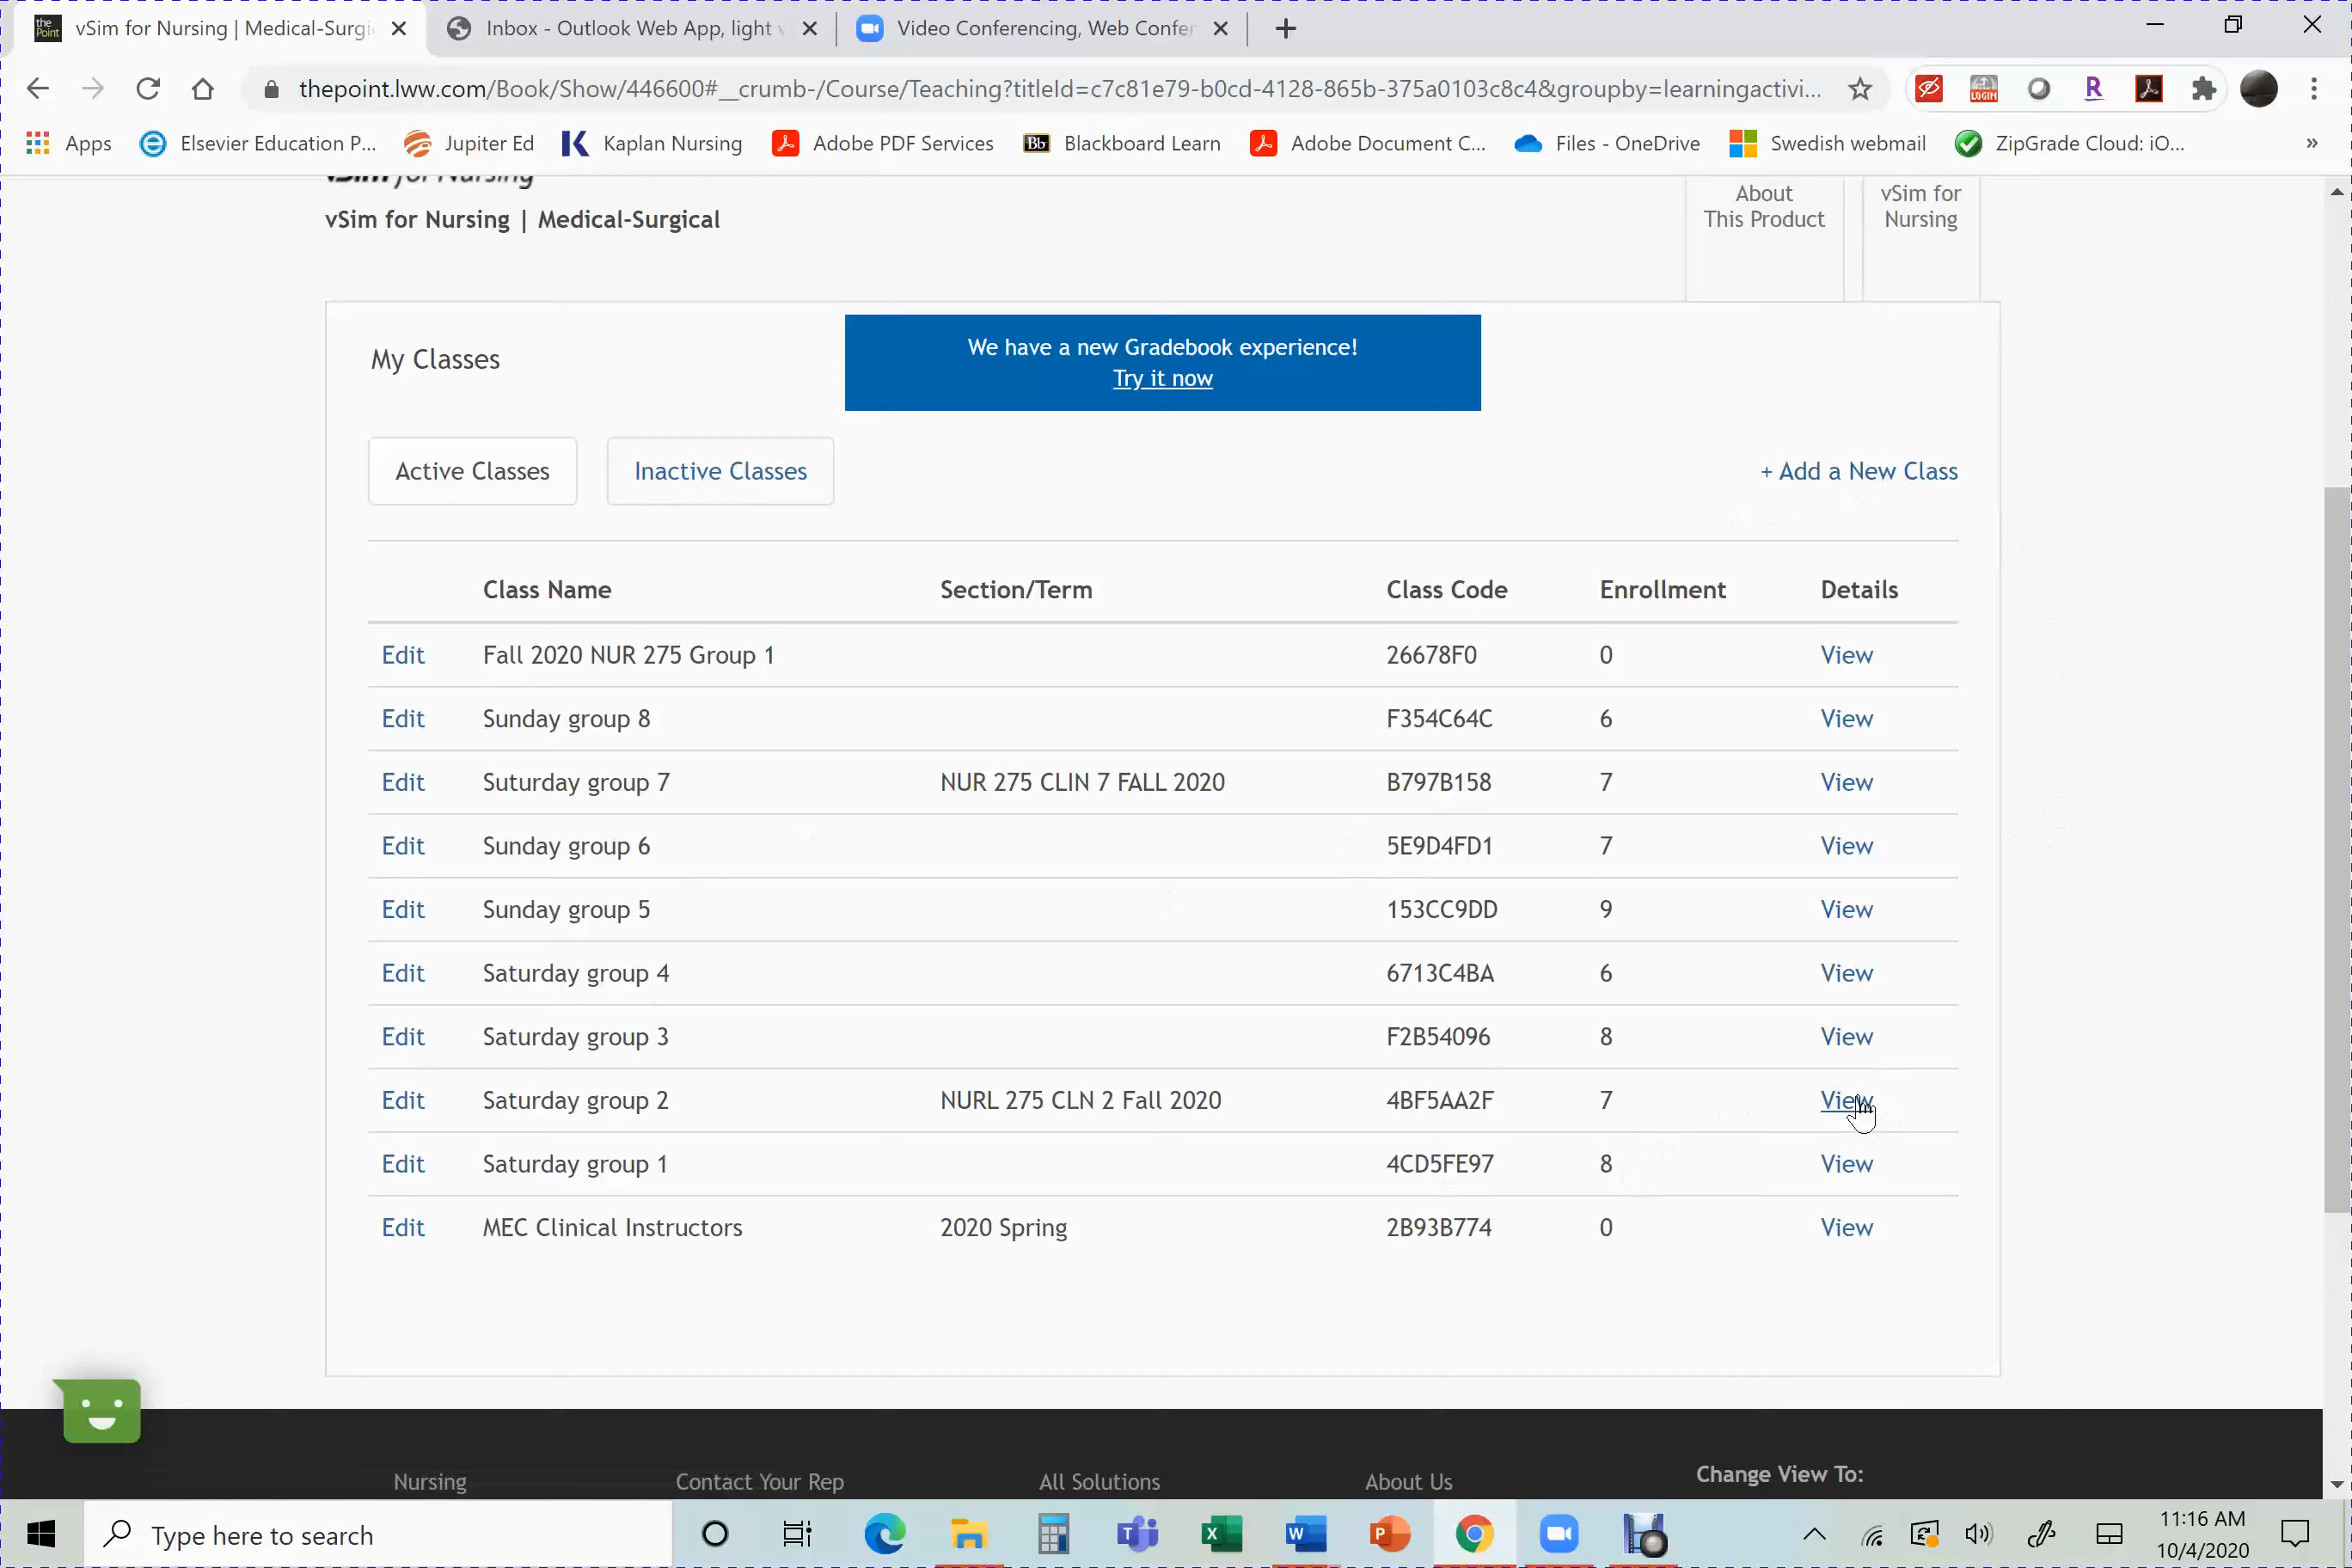 the Point
vSim for Nursing | Medical-Surgi
Inbox - Outlook Web App, light v
Video Conferencing, Web Confer
thepoint.lww.com/Book/Show/446600#__crumb-/Course/Teaching?titleId=c7c81e79-b0cd-4128-865b-375a0103c8c4&groupby=learningactivi...
LOGIN
R
Apps
Elsevier Education P...
Jupiter Ed
Kaplan Nursing
Adobe PDF Services
Bb
Blackboard Learn
Adobe Document C...
Files - OneDrive
Swedish webmail
ZipGrade Cloud: iO...
»
vSim for Nursing
vSim for Nursing | Medical-Surgical
About
This Product
vSim for
Nursing
My Classes
We have a new Gradebook experience!
Try it now
Active Classes
Inactive Classes
+ Add a New Class
Class Name Section/Term Class Code Enrollment Details
Edit Fall 2020 NUR 275 Group 1 26678F0 0 View
Edit Sunday group 8 F354C64C 6 View
Edit Suturday group 7 NUR 275 CLIN 7 FALL 2020 B797B158 7 View
Edit Sunday group 6 5E9D4FD1 7 View
Edit Sunday group 5 153CC9DD 9 View
Edit Saturday group 4 6713C4BA 6 View
Edit Saturday group 3 F2B54096 8 View
Edit Saturday group 2 NURL 275 CLN 2 Fall 2020 4BF5AA2F 7 View
Edit Saturday group 1 4CD5FE97 8 View
Edit MEC Clinical Instructors 2020 Spring 2B93B774 0 View
Nursing
Contact Your Rep
All Solutions
About Us
Change View To:
Type here to search
11:16 AM
10/4/2020